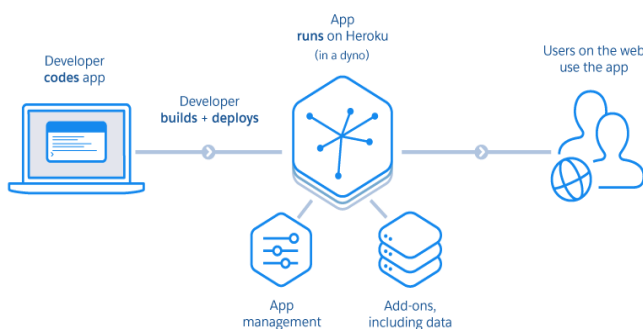 Developer
codes app
Developer
builds + deploys
App
runs on Heroku
(in a dyno)
Users on the web
use the app
App
management
Add-ons,
including data